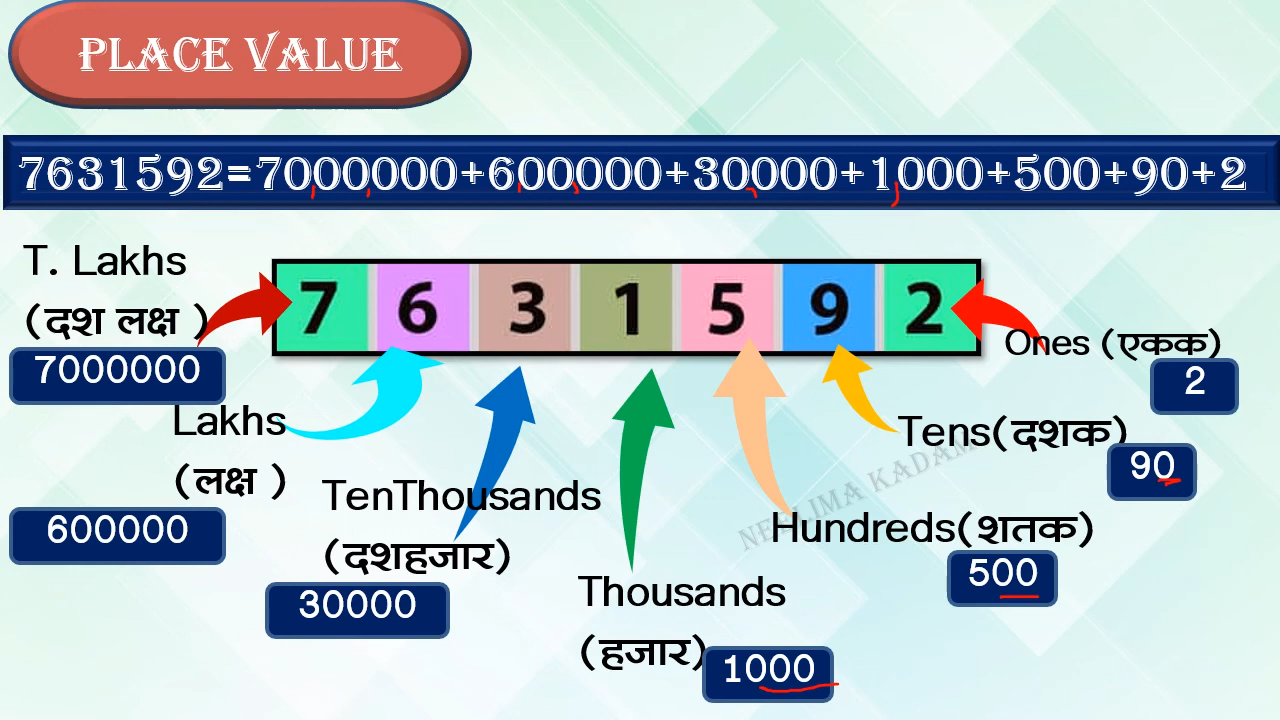 PLACE VALUE
7631592=7000000+600000+30000+1000+500+90+2
7 6 3 1 5 9 2
T. Lakhs
(दश लक्ष )
7000000
Lakhs
(लक्ष )
600000
TenThousands
(दशहजार)
30000
Thousands
(हजार)
1000
Hundreds(शतक)
500
Tens(दशक)
90
Ones (एकक)
2
NEELIMA KADAM